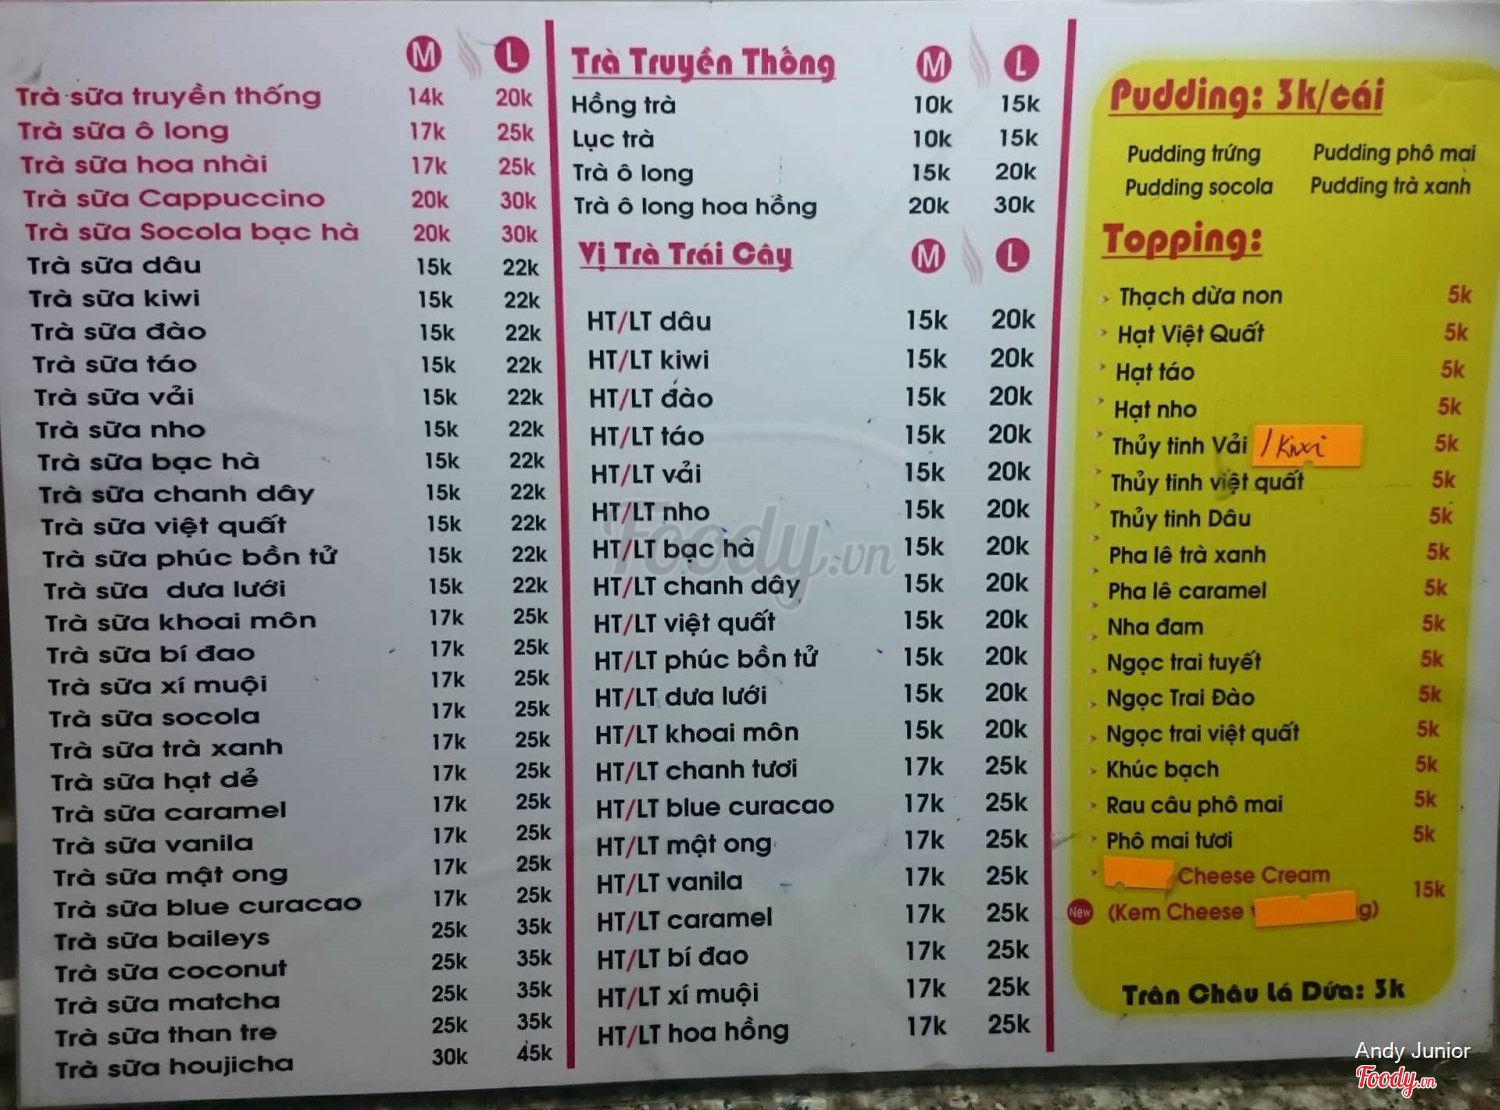 M L
Trà sữa truyền thống 14k 20k
Trà sữa ô long 17k 25k
Trà sữa hoa nhài 17k 25k
Trà sữa Cappuccino 20k 30k
Trà sữa Socola bạc hà 20k 30k
Trà sữa dâu 15k 22k
Trà sữa kiwi 15k 22k
Trà sữa đào 15k 22k
Trà sữa táo 15k 22k
Trà sữa vải 15k 22k
Trà sữa nho 15k 22k
Trà sữa bạc hà 15k 22k
Trà sữa chanh dây 15k 22k
Trà sữa việt quất 15k 22k
Trà sữa phúc bồn tử 15k 22k
Trà sữa dưa lưới 15k 22k
Trà sữa khoai môn 17k 25k
Trà sữa bí đao 17k 25k
Trà sữa xí muội 17k 25k
Trà sữa socola 17k 25k
Trà sữa trà xanh 17k 25k
Trà sữa hạt dẻ 17k 25k
Trà sữa caramel 17k 25k
Trà sữa vanila 17k 25k
Trà sữa mật ong 17k 25k
Trà sữa blue curacao 17k 25k
Trà sữa baileys 25k 35k
Trà sữa coconut 25k 35k
Trà sữa matcha 25k 35k
Trà sữa than tre 25k 35k
Trà sữa houjicha 30k 45k
Trà Truyền Thống M L
Hồng trà 10k 15k
Lục trà 10k 15k
Trà ô long 15k 20k
Trà ô long hoa hồng 20k 30k
Vị Trà Trái Cây M L
HT/LT dâu 15k 20k
HT/LT kiwi 15k 20k
HT/LT đào 15k 20k
HT/LT táo 15k 20k
HT/LT vải 15k 20k
HT/LT nho 15k 20k
HT/LT bạc hà 15k 20k
HT/LT chanh dây 15k 20k
HT/LT việt quất 15k 20k
HT/LT phúc bồn tử 15k 20k
HT/LT dưa lưới 15k 20k
HT/LT khoai môn 15k 20k
HT/LT chanh tươi 17k 25k
HT/LT blue curacao 17k 25k
HT/LT mật ong 17k 25k
HT/LT vanila 17k 25k
HT/LT caramel 17k 25k
HT/LT bí đao 17k 25k
HT/LT xí muội 17k 25k
HT/LT hoa hồng 17k 25k
Pudding: 3k/cái
Pudding trứng Pudding phô mai
Pudding socola Pudding trà xanh
Topping:
Thạch dừa non 5k
Hạt Việt Quất 5k
Hạt táo 5k
Hạt nho 5k
Thủy tinh Vải / Kiwi 5k
Thủy tinh việt quất 5k
Thủy tinh Dâu 5k
Pha lê trà xanh 5k
Pha lê caramel 5k
Nha đam 5k
Ngọc trai tuyết 5k
Ngọc Trai Đào 5k
Ngọc trai việt quất 5k
Khúc bạch 5k
Rau câu phô mai 5k
Phô mai tươi 5k
Cheese Cream 15k
New (Kem Cheese g)
Trân Châu Lá Dứa: 3k
Foody.vn
Andy Junior
Foody.vn